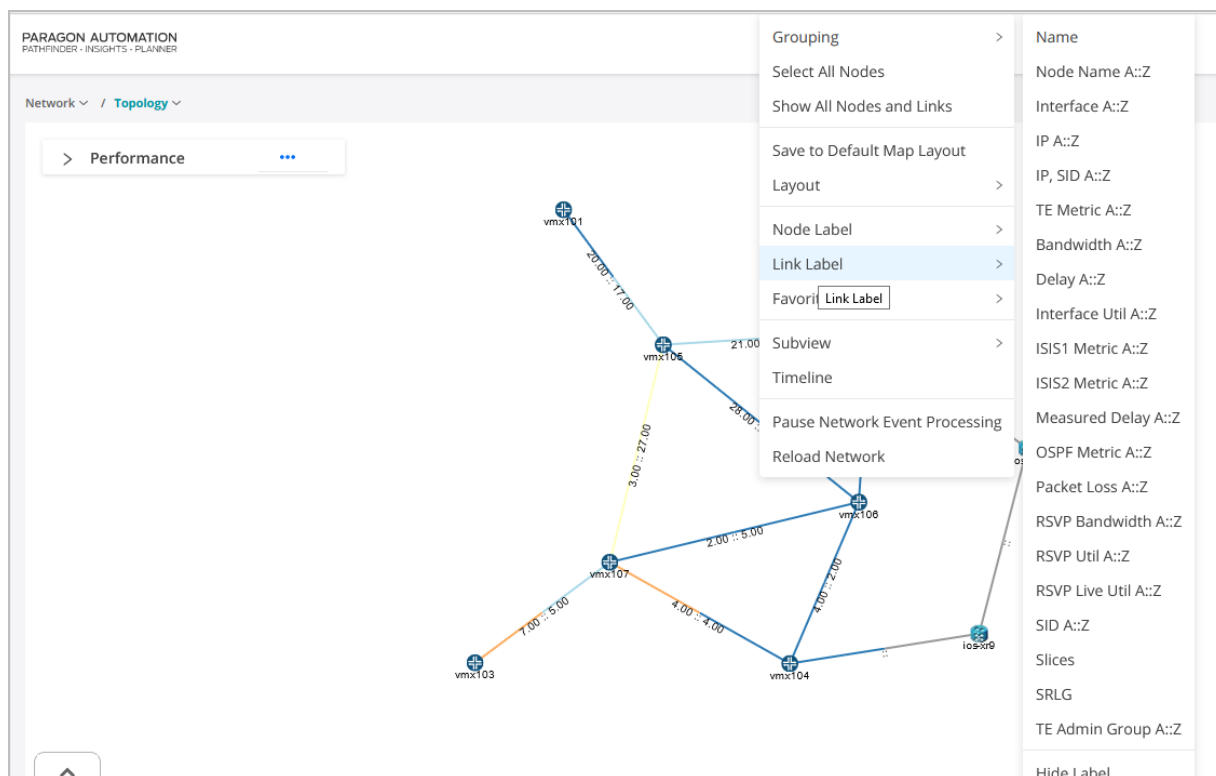 PARAGON AUTOMATION
PATHFINDER - INSIGHTS - PLANNER
Network / Topology
Performance
vmx101
20.00 :: 17.00
vmx105
21.00
28.00 ::
3.00 :: 27.00
vmx106
2.00 :: 5.00
vmx107
4.00 :: 2.00
7.00 :: 5.00
4.00 :: 4.00
::
ios-xr9
::
vmx103
vmx104
Grouping
Select All Nodes
Show All Nodes and Links
Save to Default Map Layout
Layout
Node Label
Link Label
Favorit
Link Label
Subview
Timeline
Pause Network Event Processing
Reload Network
Name
Node Name A::Z
Interface A::Z
IP A::Z
IP, SID A::Z
TE Metric A::Z
Bandwidth A::Z
Delay A::Z
Interface Util A::Z
ISIS1 Metric A::Z
ISIS2 Metric A::Z
Measured Delay A::Z
OSPF Metric A::Z
Packet Loss A::Z
RSVP Bandwidth A::Z
RSVP Util A::Z
RSVP Live Util A::Z
SID A::Z
Slices
SRLG
TE Admin Group A::Z
Hide Label